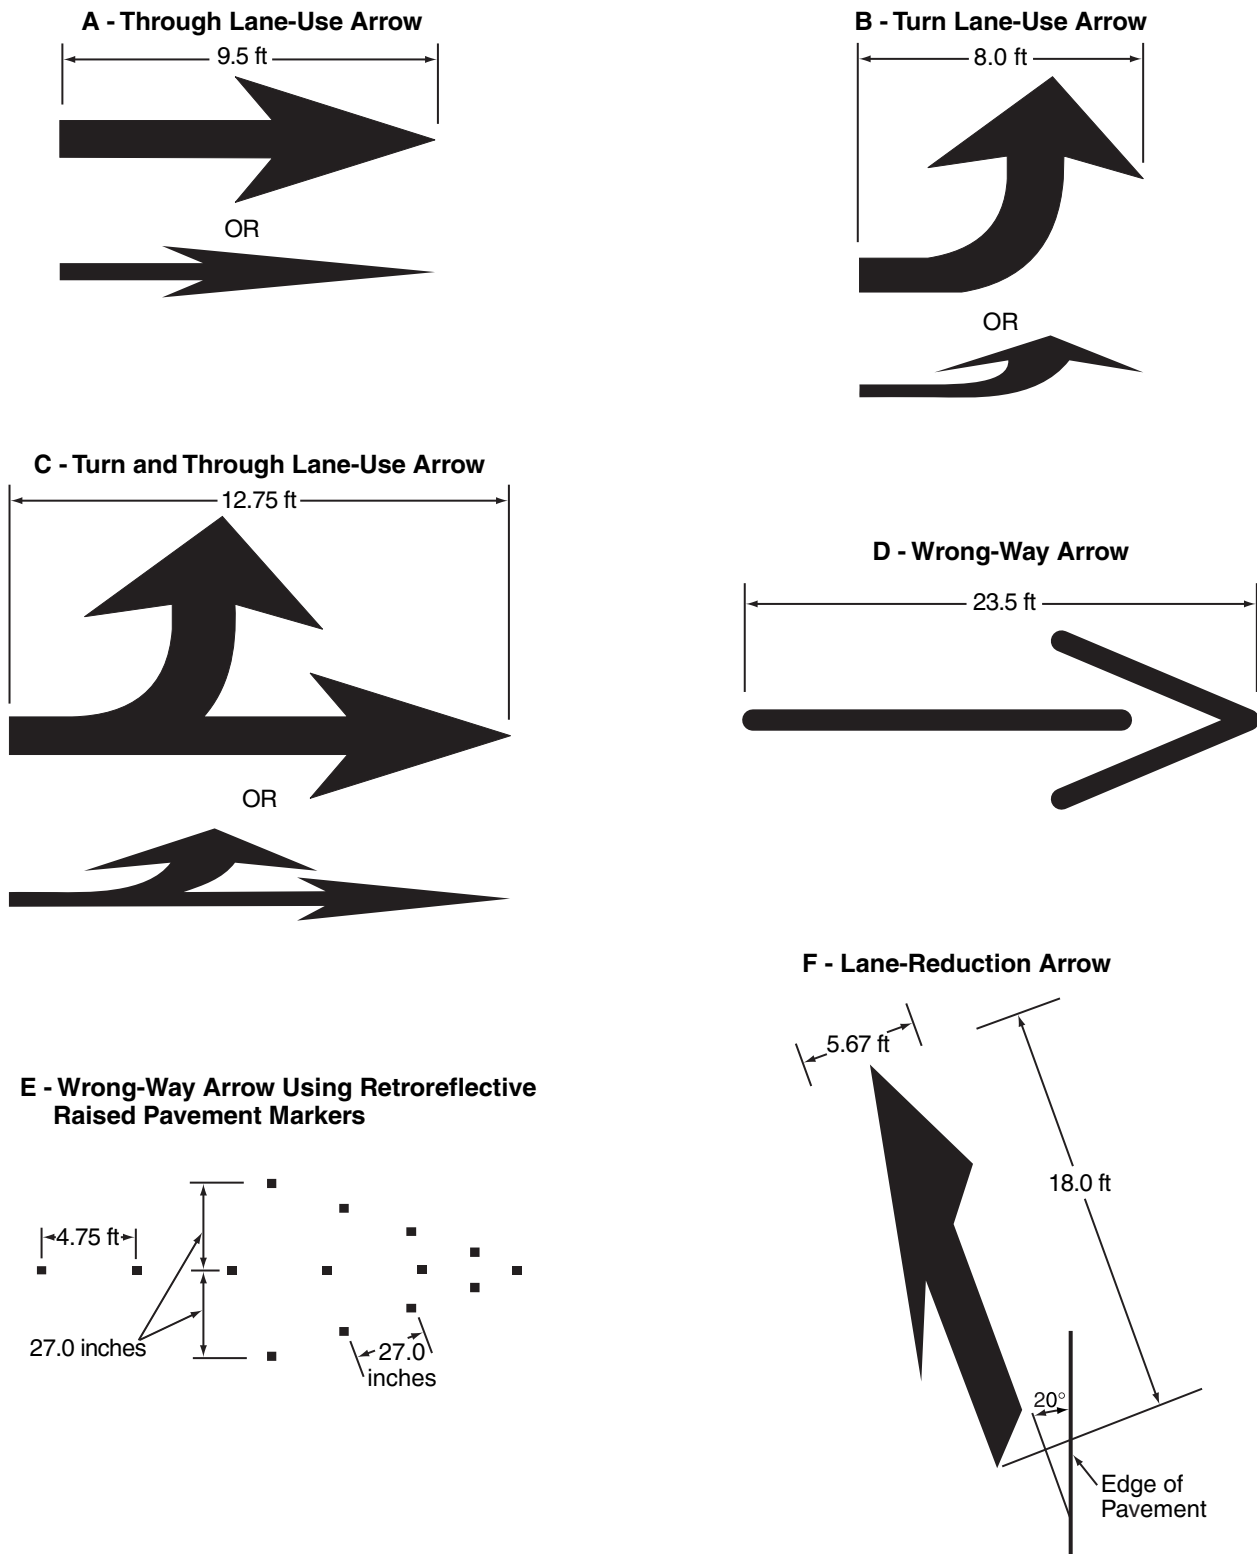 A - Through Lane-Use Arrow
9.5 ft
OR
B - Turn Lane-Use Arrow
8.0 ft
OR
C - Turn and Through Lane-Use Arrow
12.75 ft
OR
D - Wrong-Way Arrow
23.5 ft
E - Wrong-Way Arrow Using Retroreflective
Raised Pavement Markers
4.75 ft
27.0 inches
27.0
inches
F - Lane-Reduction Arrow
5.67 ft
18.0 ft
20°
Edge of
Pavement